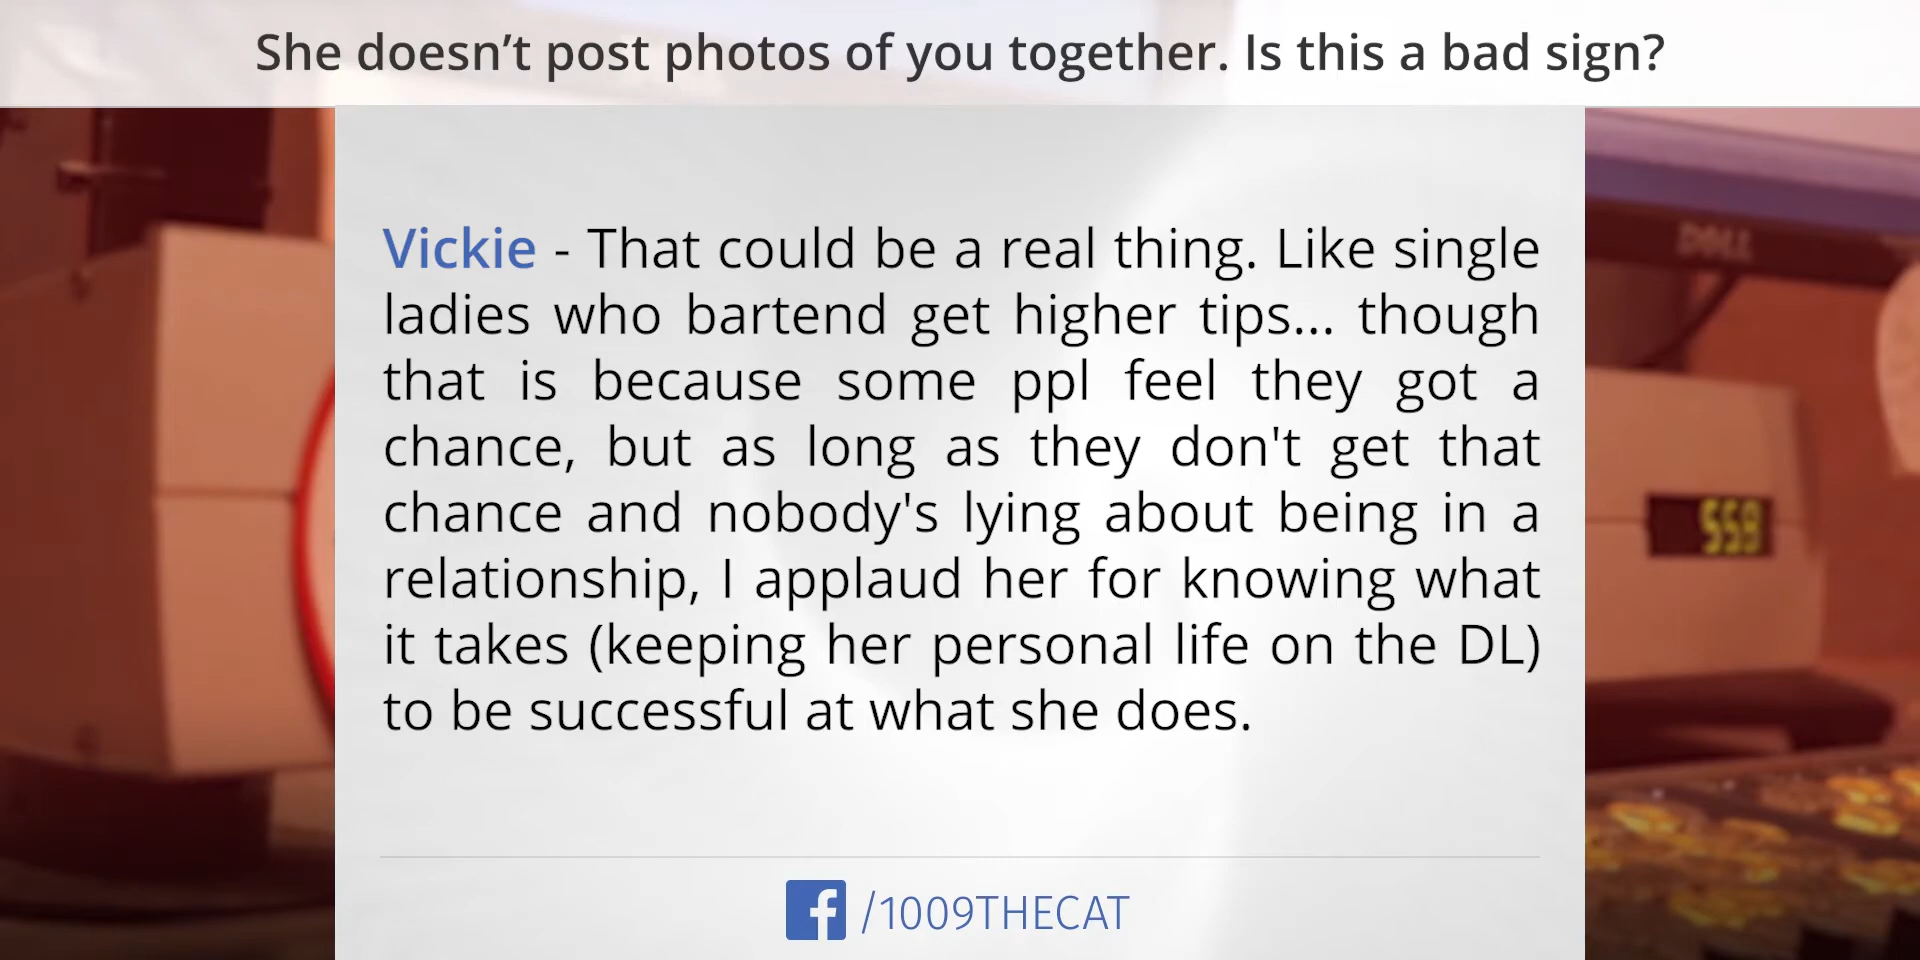 She doesn’t post photos of you together. Is this a bad sign?
Vickie - That could be a real thing. Like single
ladies who bartend get higher tips... though
that is because some ppl feel they got a
chance, but as long as they don't get that
chance and nobody's lying about being in a
relationship, I applaud her for knowing what
it takes (keeping her personal life on the DL)
to be successful at what she does.
/1009THECAT
DELL
559